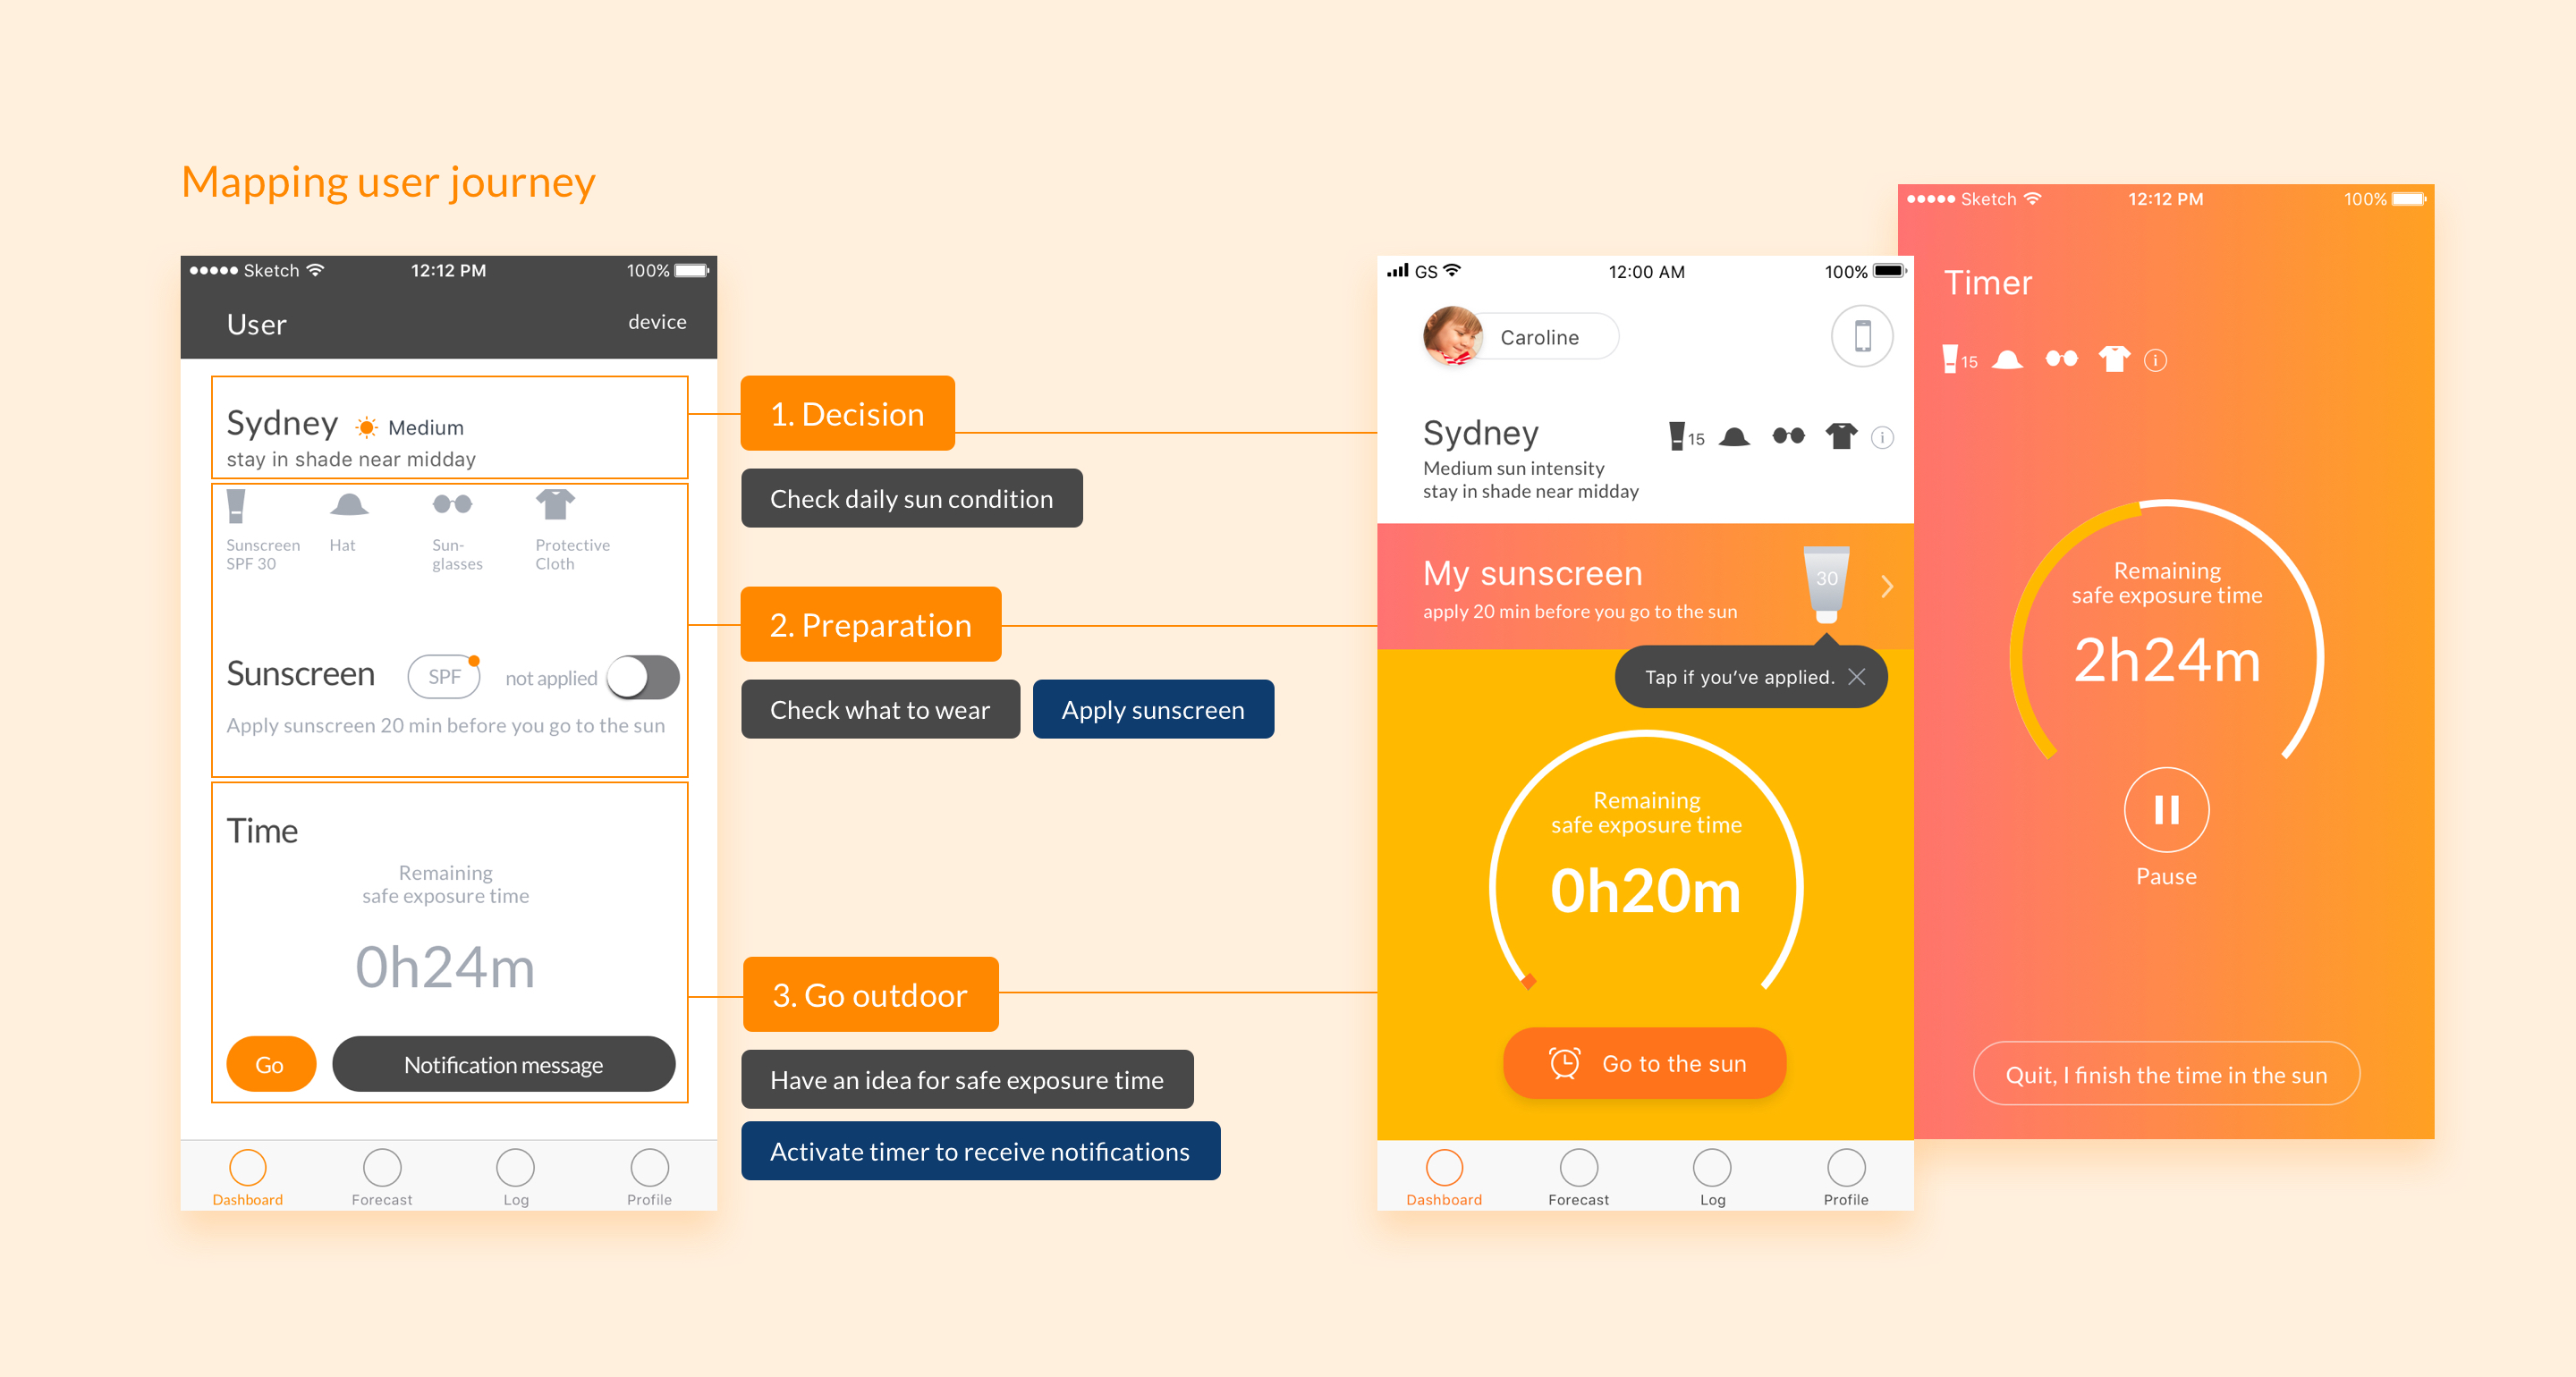 Mapping user journey
Sketch 12:12 PM 100%
User device
Sydney Medium
stay in shade near midday
Sunscreen
SPF 30
Hat
Sun-
glasses
Protective
Cloth
Sunscreen SPF not applied
Apply sunscreen 20 min before you go to the sun
Time
Remaining
safe exposure time
0h24m
Go Notification message
Dashboard Forecast Log Profile
1. Decision
Check daily sun condition
2. Preparation
Check what to wear Apply sunscreen
3. Go outdoor
Have an idea for safe exposure time
Activate timer to receive notifications
GS 12:00 AM 100%
Caroline
Sydney 15 i
Medium sun intensity
stay in shade near midday
My sunscreen 30
apply 20 min before you go to the sun
Tap if you’ve applied.
Remaining
safe exposure time
0h20m
Go to the sun
Dashboard Forecast Log Profile
Sketch 12:12 PM 100%
Timer
15 i
Remaining
safe exposure time
2h24m
Pause
Quit, I finish the time in the sun